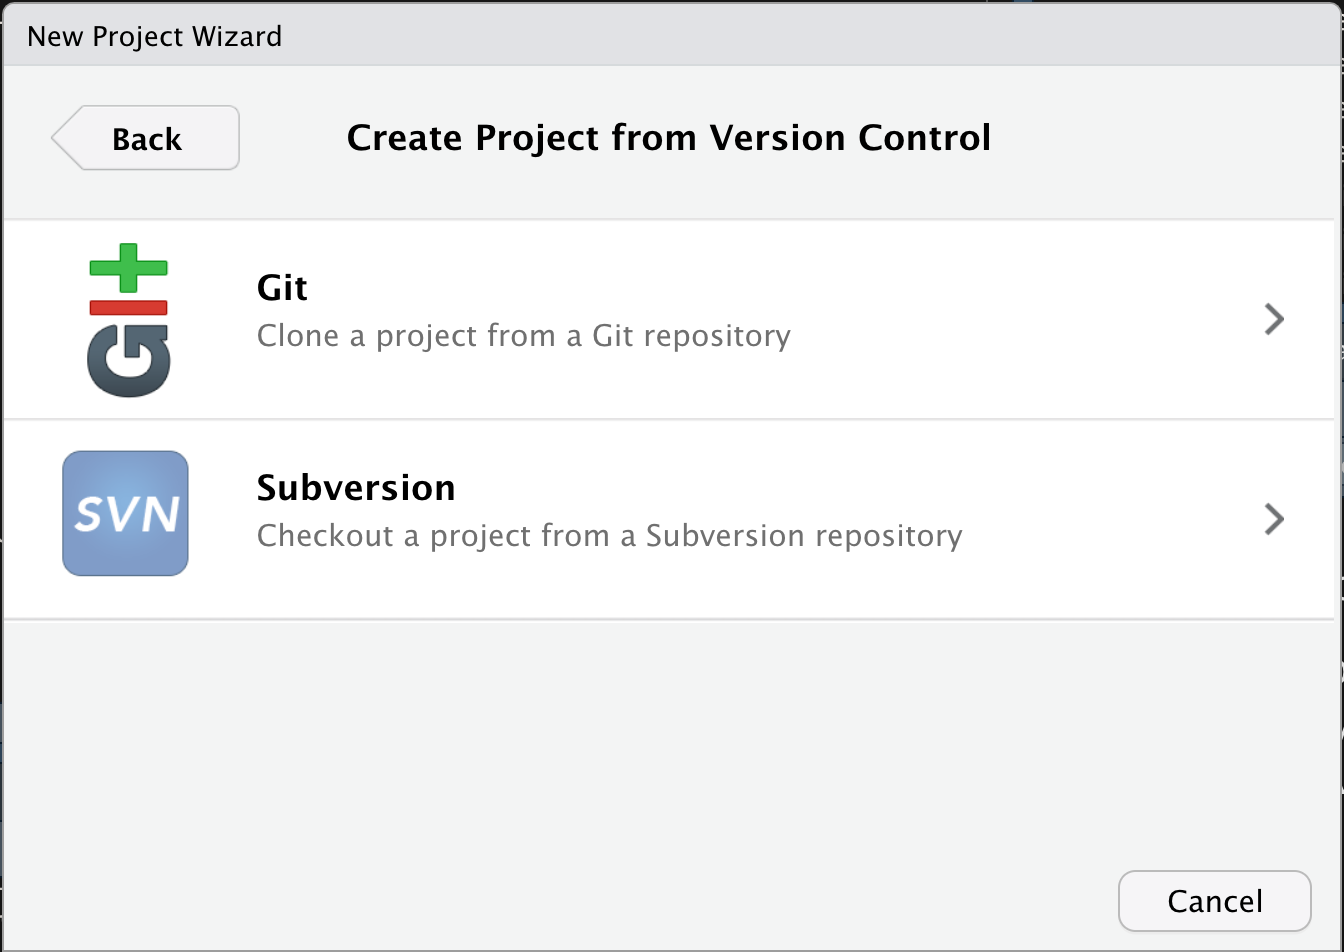 New Project Wizard
Back
Create Project from Version Control
Git
Git
Clone a project from a Git repository
SVN
Subversion
Checkout a project from a Subversion repository
Cancel